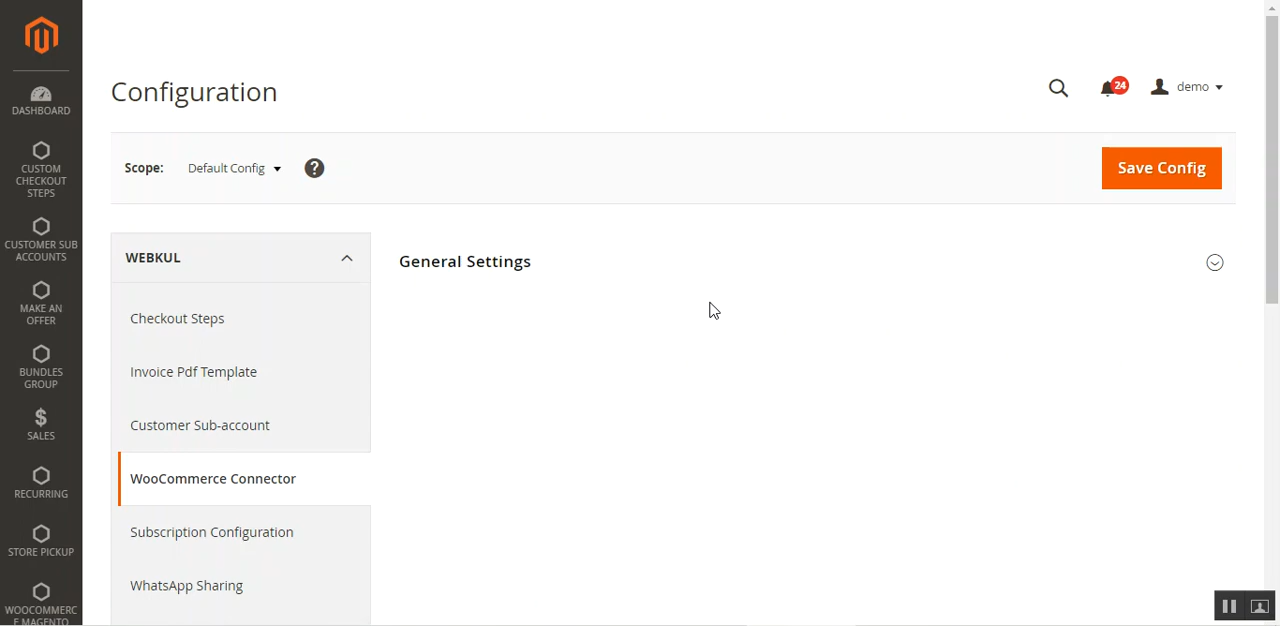 DASHBOARD
CUSTOM
CHECKOUT
STEPS
CUSTOMER SUB
ACCOUNTS
MAKE AN
OFFER
BUNDLES
GROUP
$
SALES
RECURRING
STORE PICKUP
WOOCOMMERC
E MAGENTO
Configuration
24
demo
Scope:
Default Config
?
Save Config
WEBKUL
Checkout Steps
Invoice Pdf Template
Customer Sub-account
WooCommerce Connector
Subscription Configuration
WhatsApp Sharing
General Settings